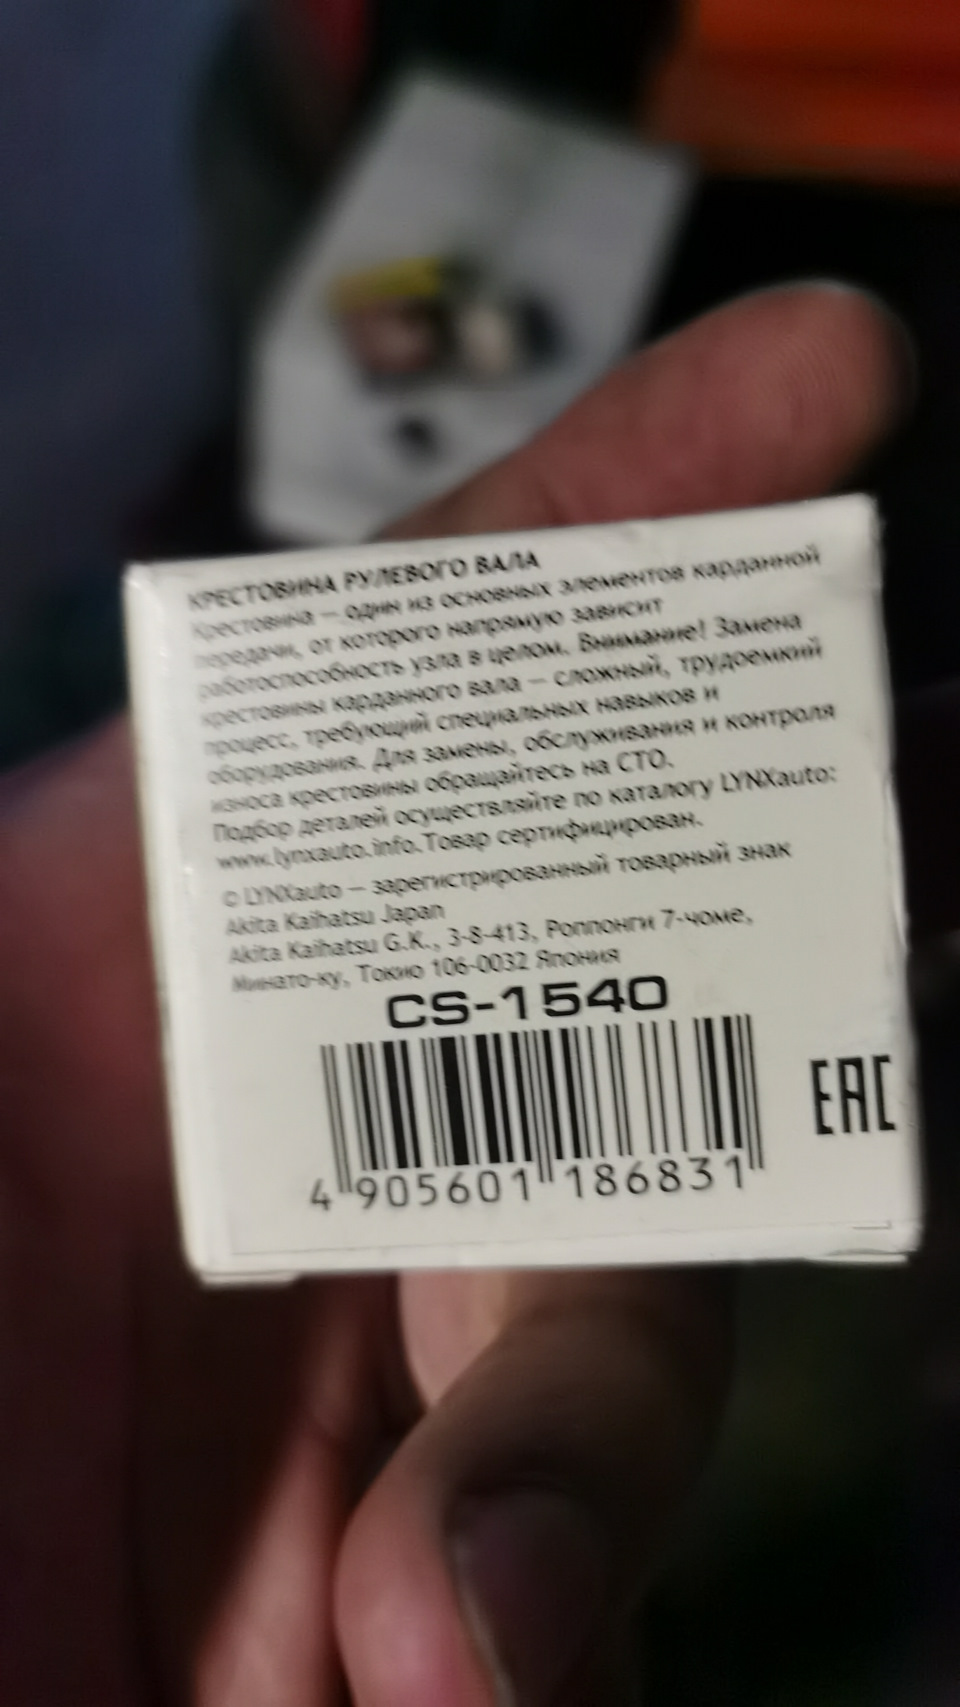 КРЕСТОВИНА РУЛЕВОГО ВАЛА
Крестовина – один из основных элементов карданной
передачи, от которого напрямую зависит
работоспособность узла в целом. Внимание! Замена
крестовины карданного вала – сложный, трудоемкий
процесс, требующий специальных навыков и
оборудования. Для замены, обслуживания и контроля
износа крестовины обращайтесь на СТО.
Подбор деталей осуществляйте по каталогу LYNXauto:
www.lynxauto.info. Товар сертифицирован.
© LYNXauto – зарегистрированный товарный знак
Akita Kaihatsu Japan
Akita Kaihatsu G.K., 3-8-413, Роппонги 7-чоме,
Минато-ку, Токио 106-0032 Япония
CS-1540
EAC
4 905601 186831